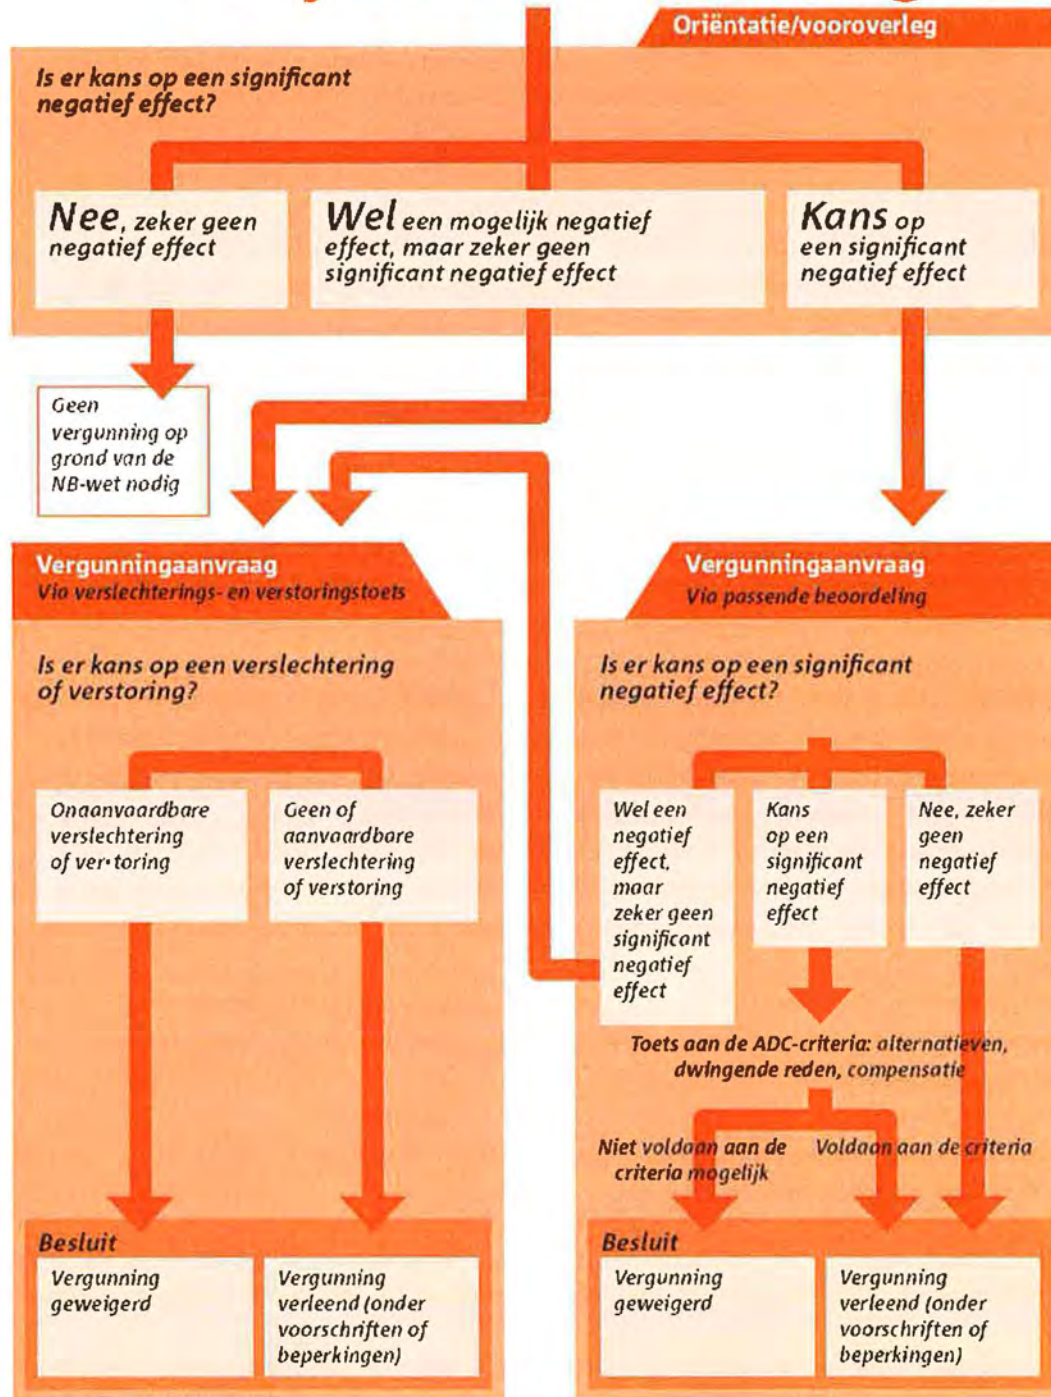 Oriëntatie/vooroverleg
Is er kans op een significant
negatief effect?
Nee, zeker geen
negatief effect
Wel een mogelijk negatief
effect, maar zeker geen
significant negatief effect
Kans op
een significant
negatief effect
Geen
vergunning op
grond van de
NB-wet nodig
Vergunningaanvraag
Via verslechterings- en verstoringstoets
Is er kans op een verslechtering
of verstoring?
Onaanvaardbare
verslechtering
of ver•toring
Geen of
aanvaardbare
verslechtering
of verstoring
Besluit
Vergunning
geweigerd
Vergunning
verleend (onder
voorschriften of
beperkingen)
Vergunningaanvraag
Via passende beoordeling
Is er kans op een significant
negatief effect?
Wel een
negatief
effect,
maar
zeker geen
significant
negatief
effect
Kans
op een
significant
negatief
effect
Nee, zeker
geen
negatief
effect
Toets aan de ADC-criteria: alternatieven,
dwingende reden, compensatie
Niet voldaan aan de
criteria mogelijk
Voldaan aan de criteria
Besluit
Vergunning
geweigerd
Vergunning
verleend (onder
voorschriften of
beperkingen)